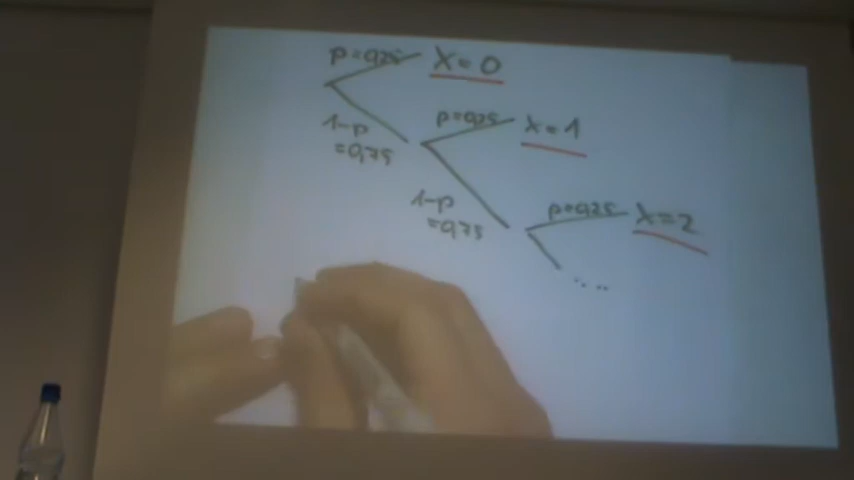 p=0,25 X=0
1-p
=0,75
p=0,25 X=1
1-p
=0,75
p=0,25 X=2
...